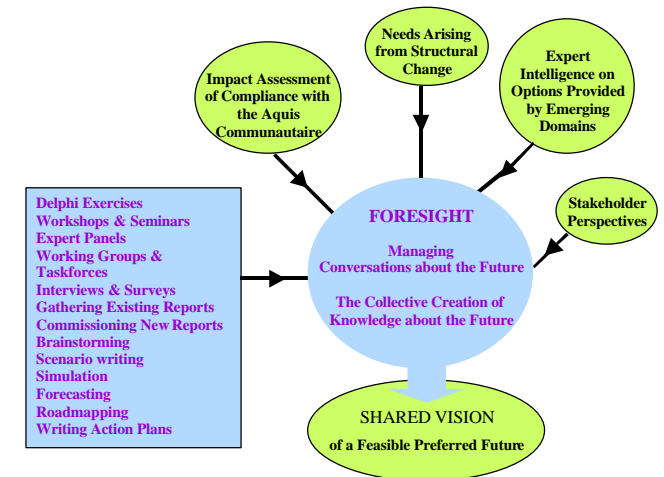 Needs Arising
from Structural
Change
Impact Assessment
of Compliance with
the Aquis
Communautaire
Expert
Intelligence on
Options Provided
by Emerging
Domains
Stakeholder
Perspectives
Delphi Exercises
Workshops & Seminars
Expert Panels
Working Groups &
Taskforces
Interviews & Surveys
Gathering Existing Reports
Commissioning New Reports
Brainstorming
Scenario writing
Simulation
Forecasting
Roadmapping
Writing Action Plans
FORESIGHT
Managing
Conversations about the Future
The Collective Creation of
Knowledge about the Future
SHARED VISION
of a Feasible Preferred Future